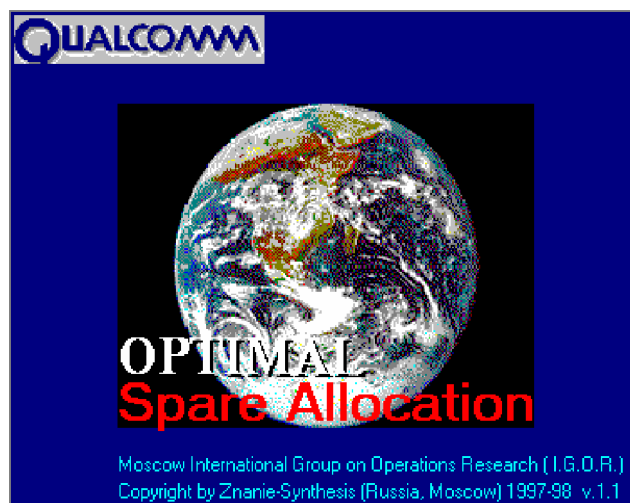 QUALCOMM
OPTIMAL
Spare Allocation
Moscow International Group on Operations Research ( I.G.O.R.)
Copyright by Znanie-Synthesis (Russia, Moscow) 1997-98 v.1.1